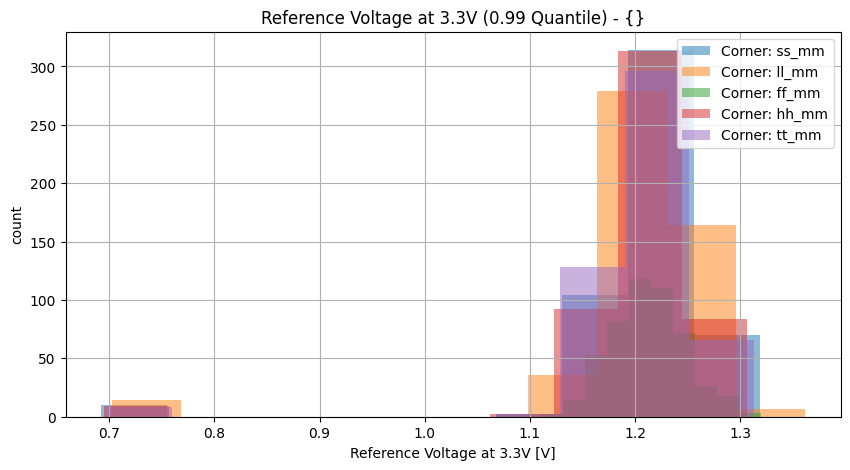 Reference Voltage at 3.3V (0.99 Quantile) - {}
Corner: ss_mm
Corner: ll_mm
Corner: ff_mm
Corner: hh_mm
Corner: tt_mm
count
300
250
200
150
100
50
0
0.7 0.8 0.9 1.0 1.1 1.2 1.3
Reference Voltage at 3.3V [V]